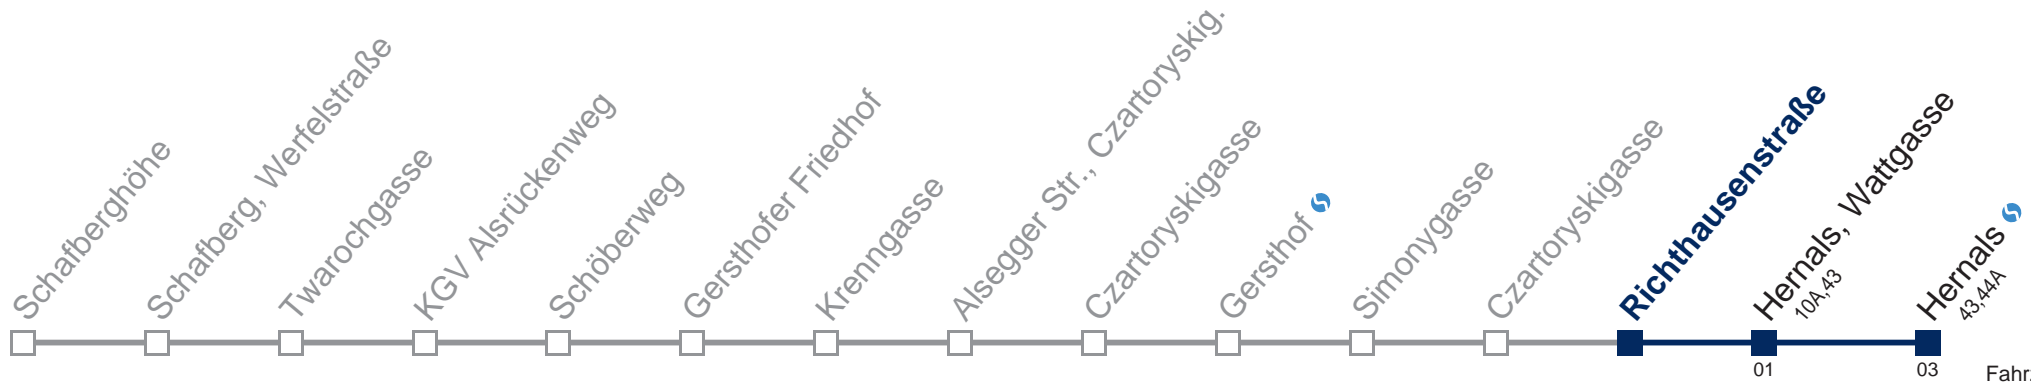 Schafberghöhe
Schafberg, Werfelstraße
Twarochgasse
KGV Alsrückenweg
Schöberweg
Gersthofer Friedhof
Krenngasse
Alsegger Str., Czartoryskig.
Czartoryskigasse
Gersthof
Simonygasse
Czartoryskigasse
Richthausenstraße
Hernals, Wattgasse
10A,43
Hernals
43,44A
01
03
Fahr